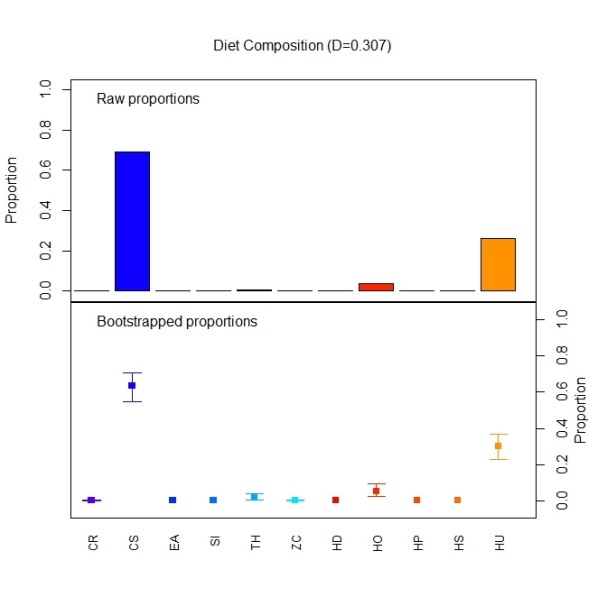 Diet Composition (D=0.307)
Raw proportions
Proportion
1.0
0.8
0.6
0.4
0.2
0.0
Bootstrapped proportions
Proportion
1.0
0.8
0.6
0.4
0.2
0.0
CR CS EA SI TH ZC HD HO HP HS HU